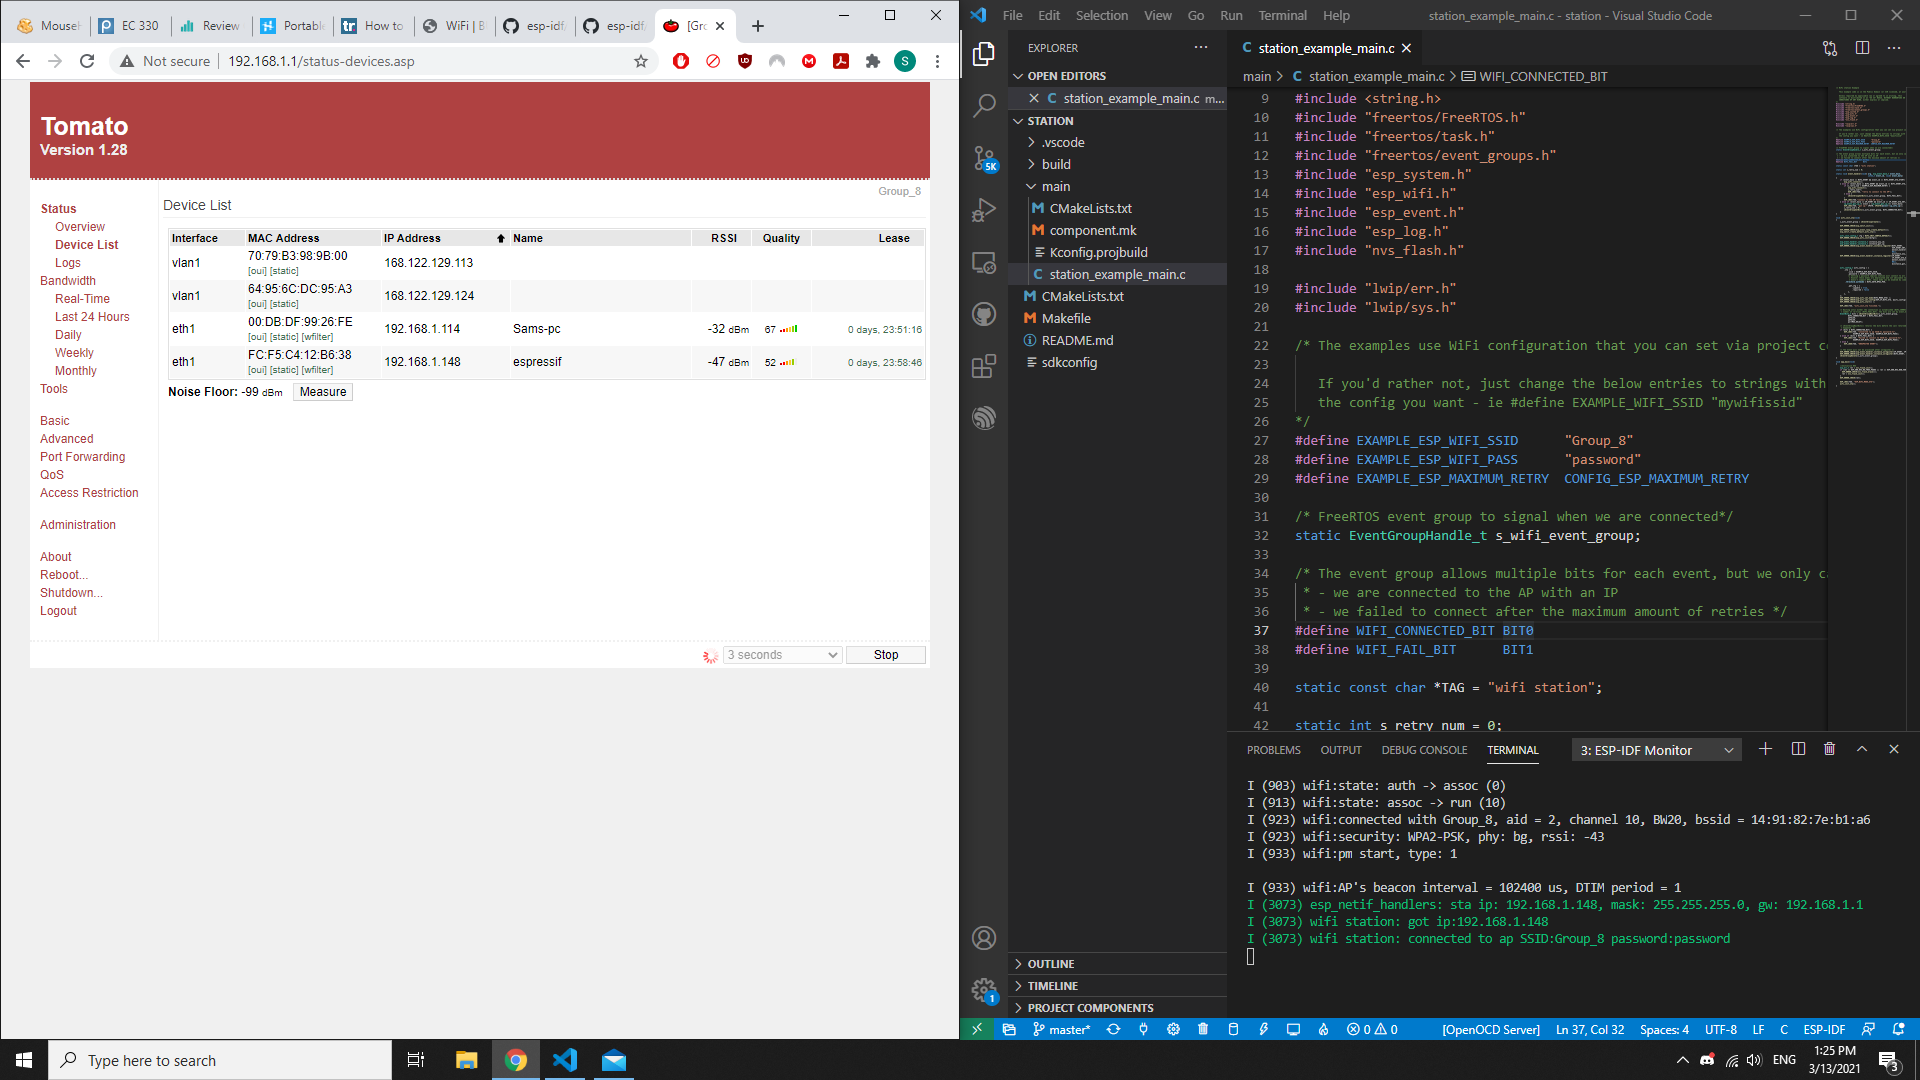 MouseH
EC 330
Review
Portable
How to
WiFi | B
esp-idf
esp-idf
[Gro
Not secure
192.168.1.1/status-devices.asp
S
Tomato
Version 1.28
Group_8
Status
Overview
Device List
Logs
Bandwidth
Real-Time
Last 24 Hours
Daily
Weekly
Monthly
Tools
Basic
Advanced
Port Forwarding
QoS
Access Restriction
Administration
About
Reboot...
Shutdown...
Logout
Device List
Interface MAC Address IP Address Name RSSI Quality Lease
vlan1 70:79:B3:98:9B:00 168.122.129.113
[oui] [static]
vlan1 64:95:6C:DC:95:A3 168.122.129.124
[oui] [static]
eth1 00:DB:DF:99:26:FE 192.168.1.114 Sams-pc -32 dBm 67 0 days, 23:51:16
[oui] [static] [wfilter]
eth1 FC:F5:C4:12:B6:38 192.168.1.148 espressif -47 dBm 52 0 days, 23:58:46
[oui] [static] [wfilter]
Noise Floor: -99 dBm Measure
3 seconds Stop
File Edit Selection View Go Run Terminal Help
station_example_main.c - station - Visual Studio Code
5K
1
EXPLORER
OPEN EDITORS
C station_example_main.c m...
STATION
.vscode
build
main
CMakeLists.txt
component.mk
Kconfig.projbuild
station_example_main.c
CMakeLists.txt
Makefile
README.md
sdkconfig
OUTLINE
TIMELINE
PROJECT COMPONENTS
C station_example_main.c
main > C station_example_main.c > WIFI_CONNECTED_BIT
9 #include <string.h>
10 #include "freertos/FreeRTOS.h"
11 #include "freertos/task.h"
12 #include "freertos/event_groups.h"
13 #include "esp_system.h"
14 #include "esp_wifi.h"
15 #include "esp_event.h"
16 #include "esp_log.h"
17 #include "nvs_flash.h"
18
19 #include "lwip/err.h"
20 #include "lwip/sys.h"
21
22 /* The examples use WiFi configuration that you can set via project co
23
24 If you'd rather not, just change the below entries to strings with
25 the config you want - ie #define EXAMPLE_WIFI_SSID "mywifissid"
26 */
27 #define EXAMPLE_ESP_WIFI_SSID "Group_8"
28 #define EXAMPLE_ESP_WIFI_PASS "password"
29 #define EXAMPLE_ESP_MAXIMUM_RETRY CONFIG_ESP_MAXIMUM_RETRY
30
31 /* FreeRTOS event group to signal when we are connected*/
32 static EventGroupHandle_t s_wifi_event_group;
33
34 /* The event group allows multiple bits for each event, but we only ca
35 * - we are connected to the AP with an IP
36 * - we failed to connect after the maximum amount of retries */
37 #define WIFI_CONNECTED_BIT BIT0
38 #define WIFI_FAIL_BIT BIT1
39
40 static const char *TAG = "wifi station";
41
42 static int s_retry_num = 0;
PROBLEMS OUTPUT DEBUG CONSOLE TERMINAL 3: ESP-IDF Monitor
I (903) wifi:state: auth -> assoc (0)
I (913) wifi:state: assoc -> run (10)
I (923) wifi:connected with Group_8, aid = 2, channel 10, BW20, bssid = 14:91:82:7e:b1:a6
I (923) wifi:security: WPA2-PSK, phy: bg, rssi: -43
I (933) wifi:pm start, type: 1
I (933) wifi:AP's beacon interval = 102400 us, DTIM period = 1
I (3073) esp_netif_handlers: sta ip: 192.168.1.148, mask: 255.255.255.0, gw: 192.168.1.1
I (3073) wifi station: got ip:192.168.1.148
I (3073) wifi station: connected to ap SSID:Group_8 password:password
master* 0 0 [OpenOCD Server] Ln 37, Col 32 Spaces: 4 UTF-8 LF C ESP-IDF
Type here to search
ENG
1:25 PM
3/13/2021
3